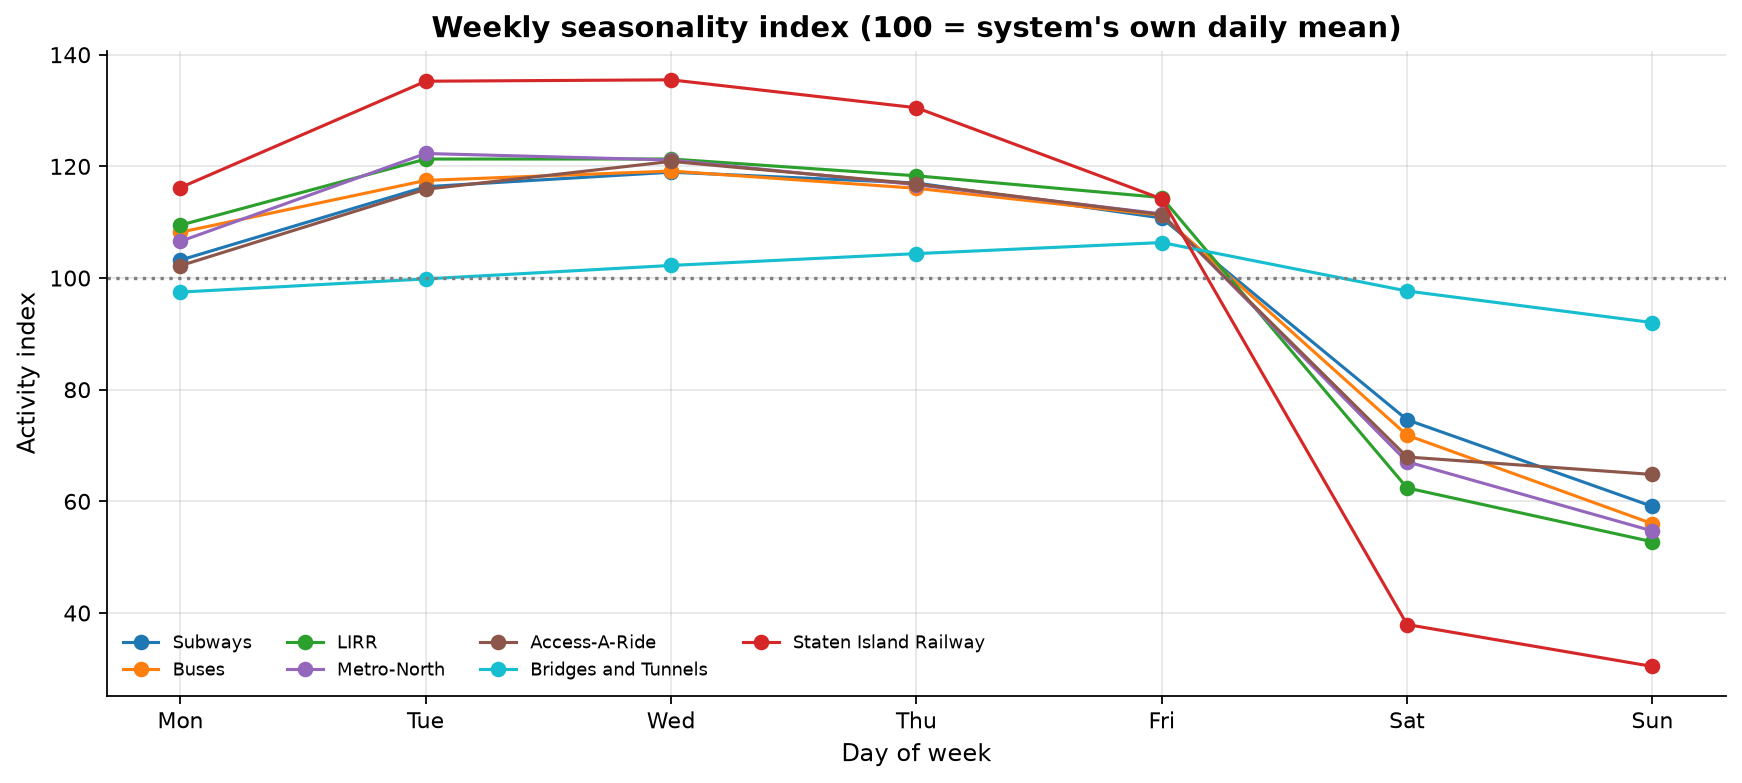 Weekly seasonality index (100 = system's own daily mean)
140
120
100
80
60
40
Activity index
Subways
Buses
LIRR
Metro-North
Access-A-Ride
Bridges and Tunnels
Staten Island Railway
Mon Tue Wed Thu Fri Sat Sun
Day of week